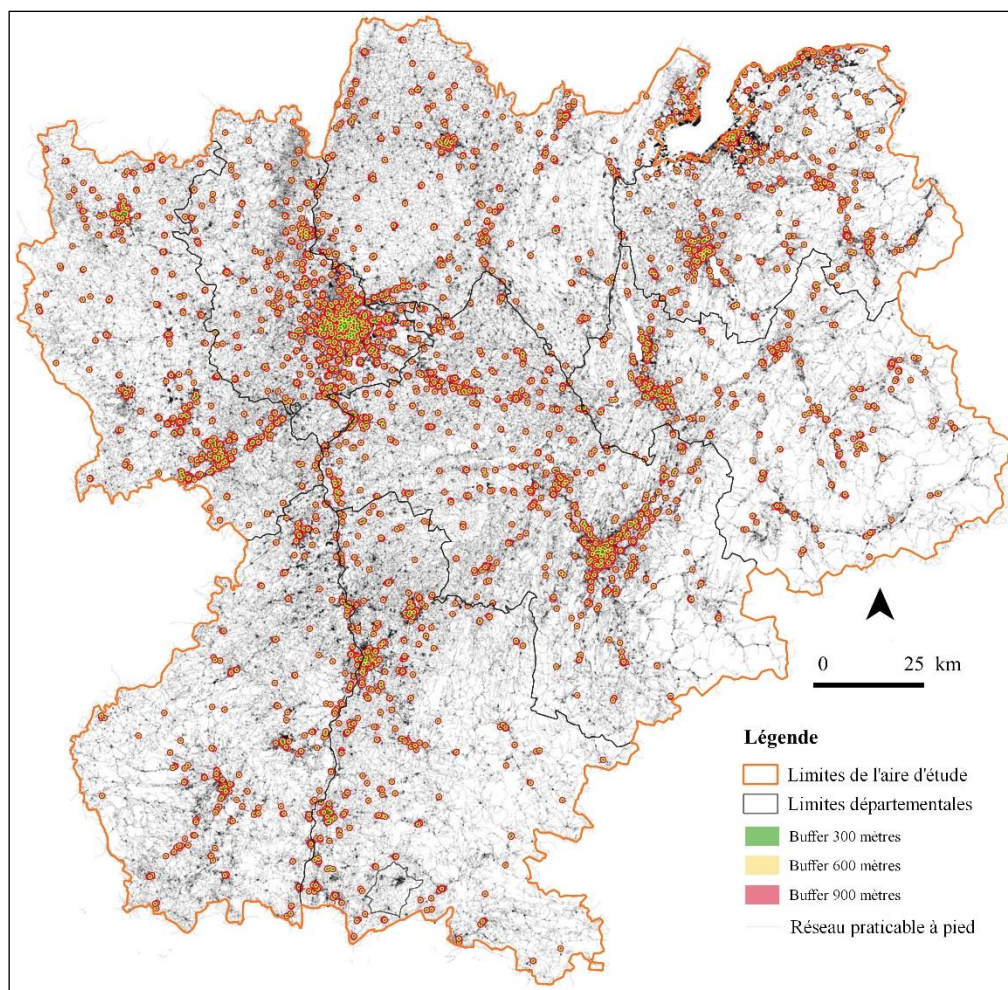 0 25 km
Légende
Limites de l'aire d'étude
Limites départementales
Buffer 300 mètres
Buffer 600 mètres
Buffer 900 mètres
Réseau praticable à pied